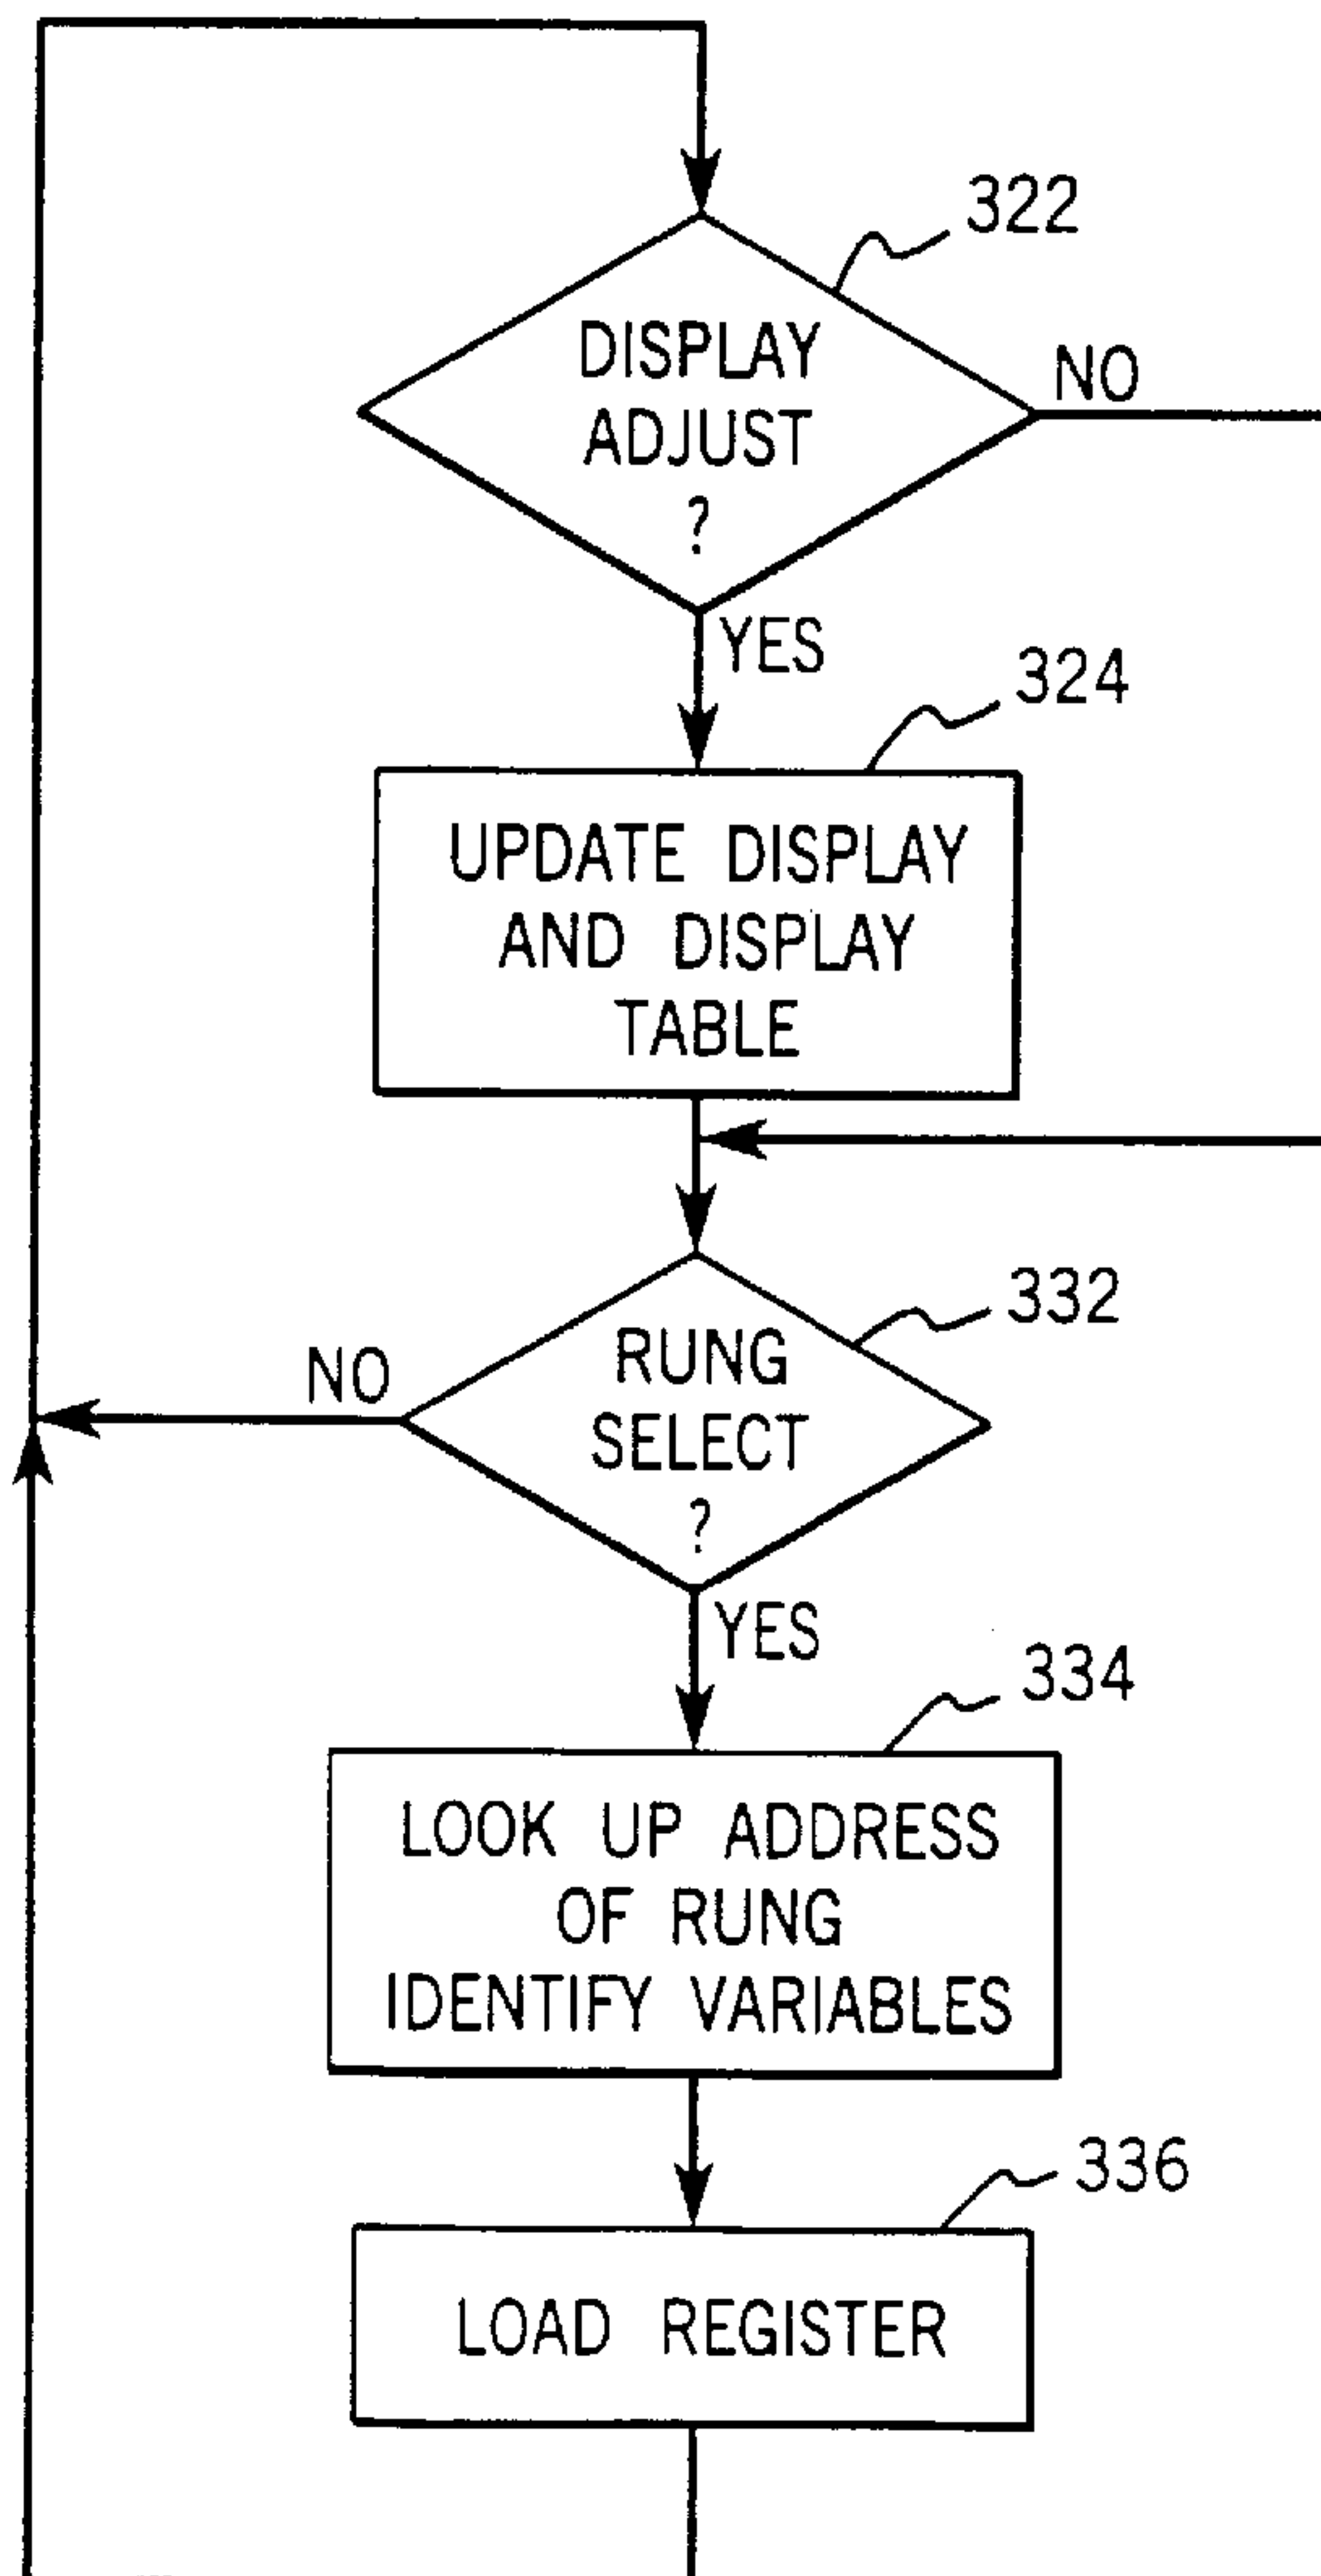 322
DISPLAY
ADJUST
?
NO
YES
324
UPDATE DISPLAY
AND DISPLAY
TABLE
332
RUNG
SELECT
?
NO
YES
334
LOOK UP ADDRESS
OF RUNG
IDENTIFY VARIABLES
336
LOAD REGISTER